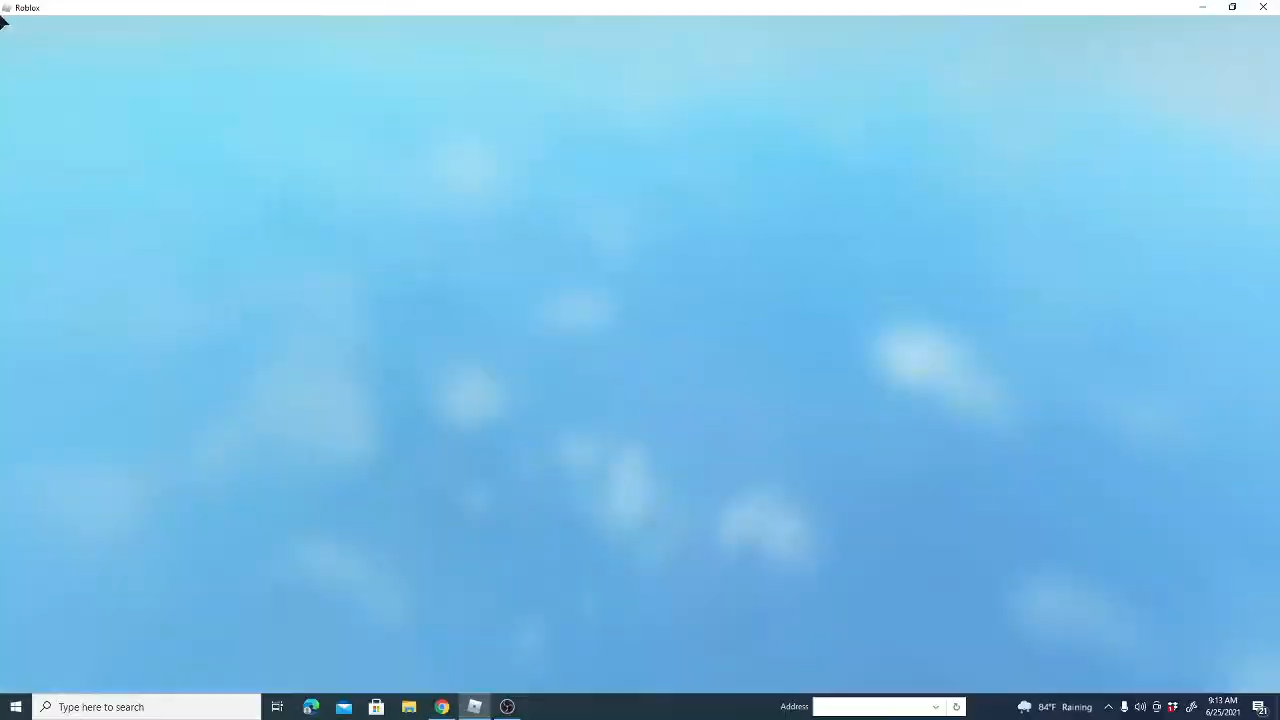 Roblox
Type here to search
Address
84°F Raining
9:13 AM
6/25/2021